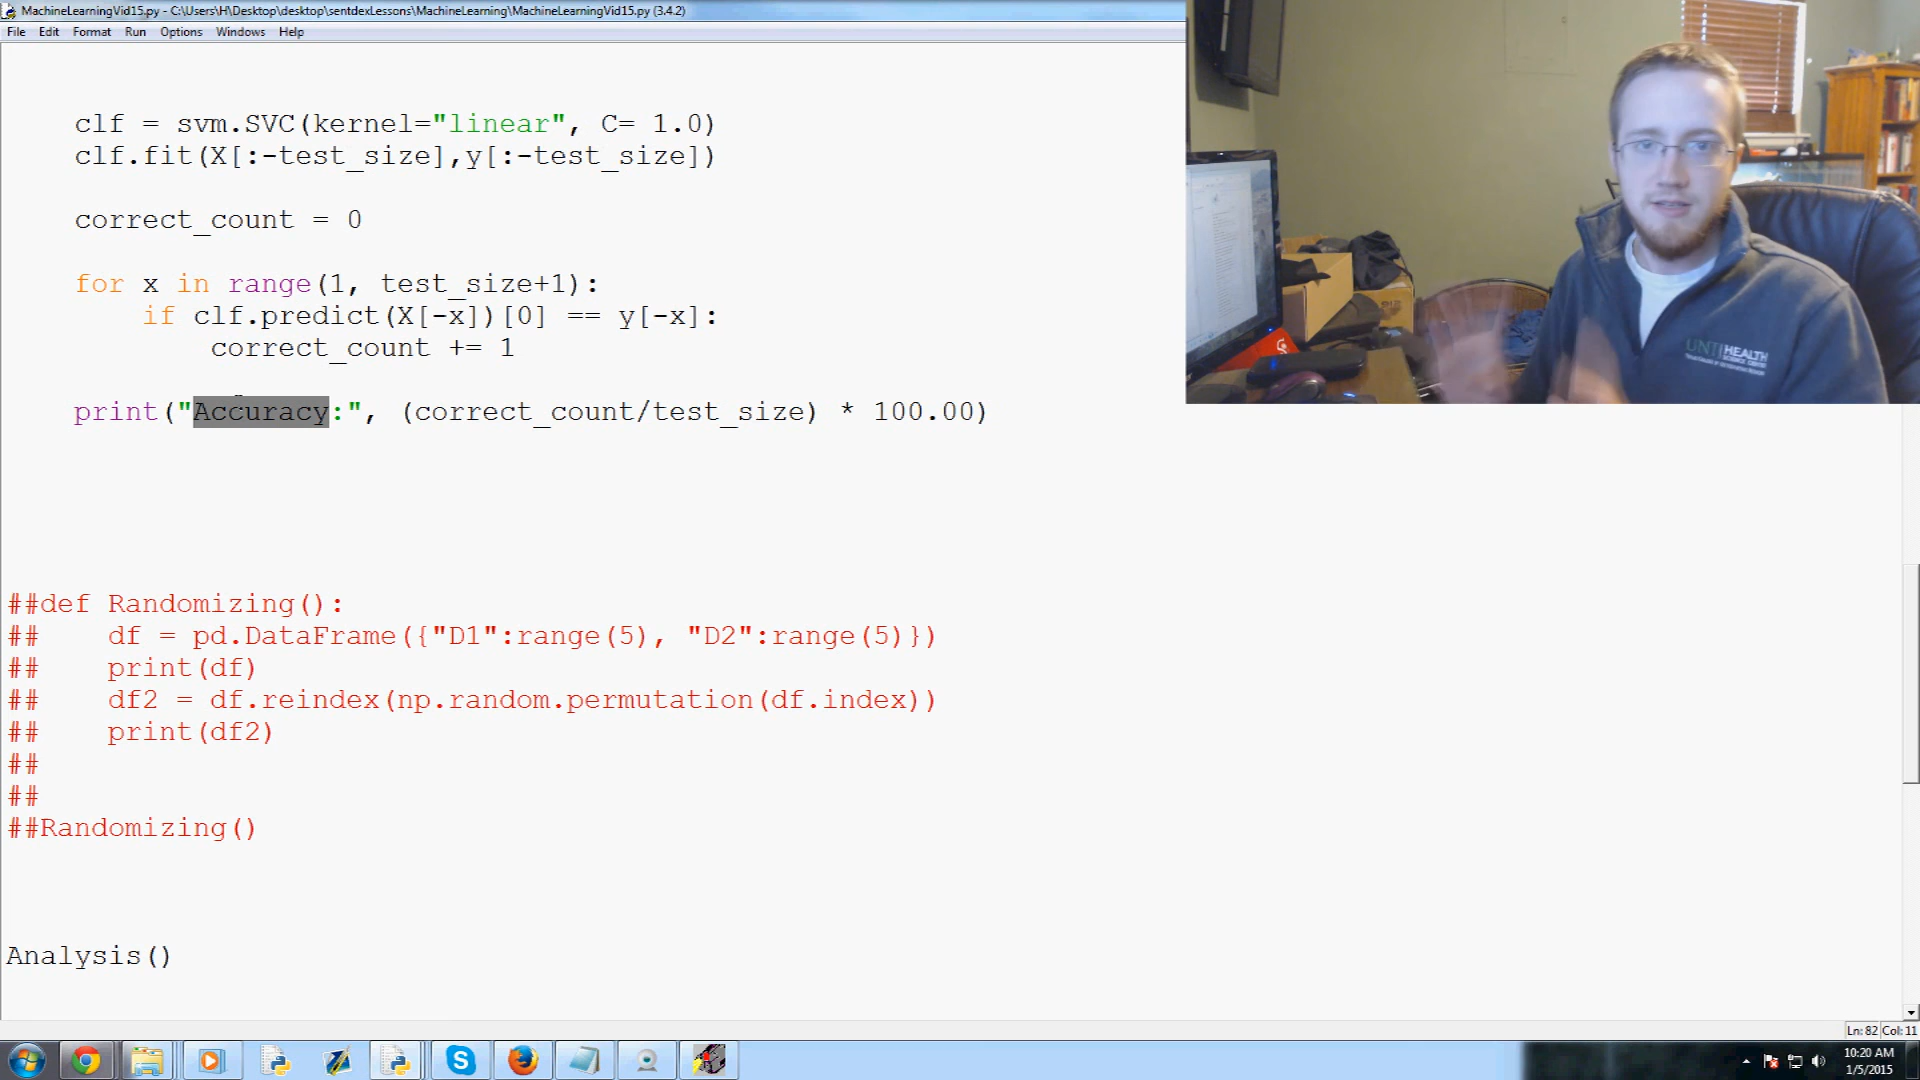 MachineLearningVid15.py - C:\Users\H\Desktop\desktop\sentdexLessons\MachineLearning\MachineLearningVid15.py (3.4.2)
File Edit Format Run Options Windows Help
clf = svm.SVC(kernel="linear", C= 1.0)
clf.fit(X[:-test_size],y[:-test_size])
correct_count = 0
for x in range(1, test_size+1):
if clf.predict(X[-x])[0] == y[-x]:
correct_count += 1
print("Accuracy:", (correct_count/test_size) * 100.00)
##def Randomizing():
## df = pd.DataFrame({"D1":range(5), "D2":range(5)})
## print(df)
## df2 = df.reindex(np.random.permutation(df.index))
## print(df2)
##
##
##Randomizing()
Analysis()
UNT HEALTH
Ln: 82 Col: 11
10:20 AM
1/5/2015